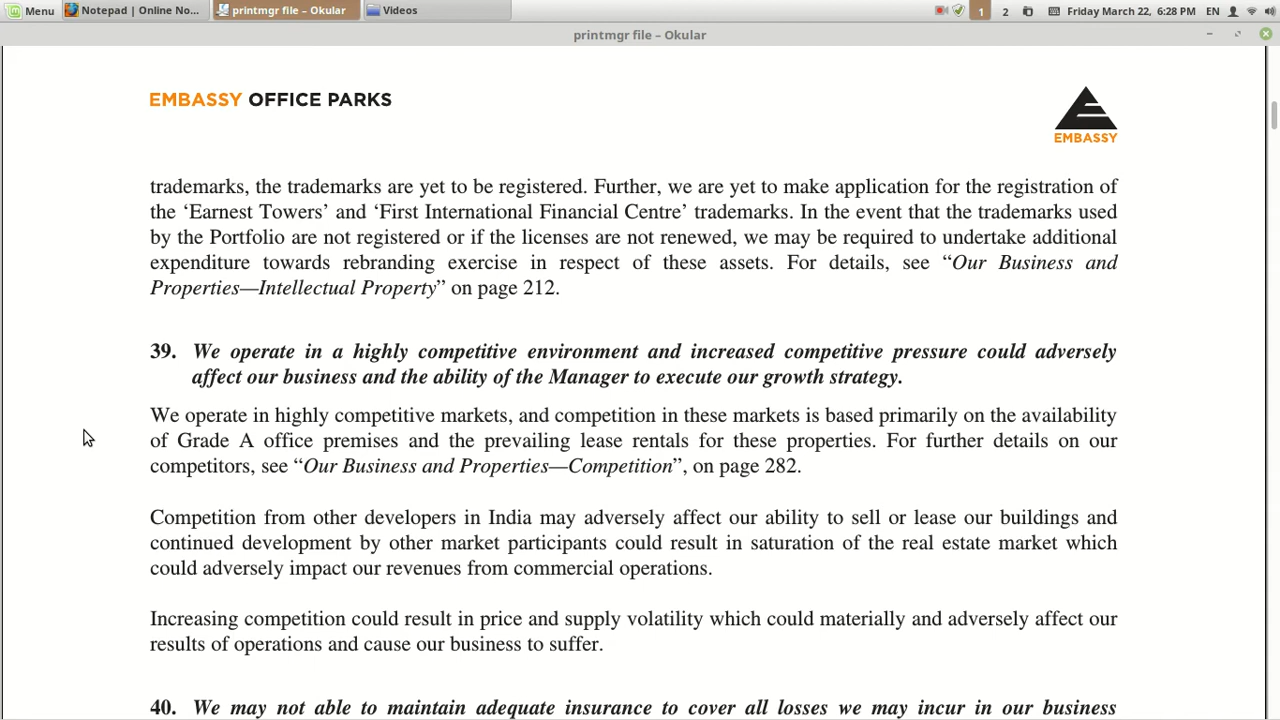 Menu Notepad | Online No... printmgr file – Okular Videos 1 2 Friday March 22, 6:28 PM EN
printmgr file – Okular
EMBASSY OFFICE PARKS
EMBASSY
trademarks, the trademarks are yet to be registered. Further, we are yet to make application for the registration of
the ‘Earnest Towers’ and ‘First International Financial Centre’ trademarks. In the event that the trademarks used
by the Portfolio are not registered or if the licenses are not renewed, we may be required to undertake additional
expenditure towards rebranding exercise in respect of these assets. For details, see “Our Business and
Properties—Intellectual Property” on page 212.
39. We operate in a highly competitive environment and increased competitive pressure could adversely
affect our business and the ability of the Manager to execute our growth strategy.
We operate in highly competitive markets, and competition in these markets is based primarily on the availability
of Grade A office premises and the prevailing lease rentals for these properties. For further details on our
competitors, see “Our Business and Properties—Competition”, on page 282.
Competition from other developers in India may adversely affect our ability to sell or lease our buildings and
continued development by other market participants could result in saturation of the real estate market which
could adversely impact our revenues from commercial operations.
Increasing competition could result in price and supply volatility which could materially and adversely affect our
results of operations and cause our business to suffer.
40. We may not able to maintain adequate insurance to cover all losses we may incur in our business